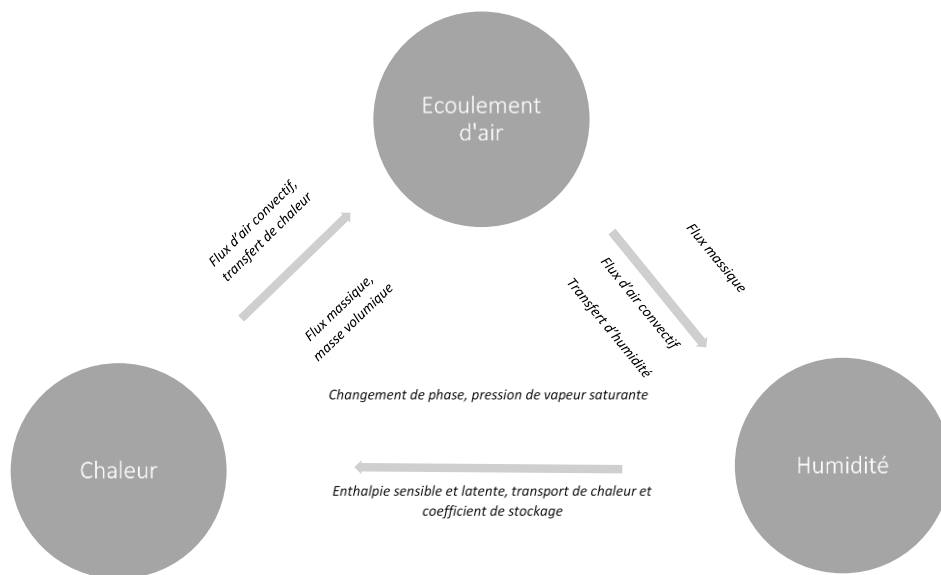 Ecoulement
d'air
Flux d'air convectif,
transfert de chaleur
Flux massique,
masse volumique
Flux massique
Flux d'air convectif
Transfert d'humidité
Changement de phase, pression de vapeur saturante
Chaleur
Humidité
Enthalpie sensible et latente, transport de chaleur et
coefficient de stockage